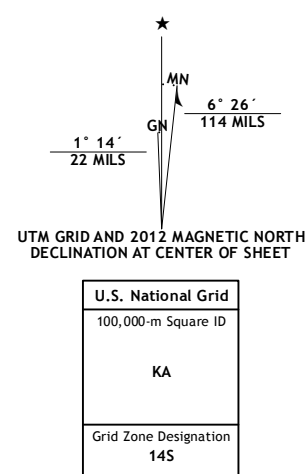 ★
MN
GN
6° 26´
114 MILS
1° 14´
22 MILS
UTM GRID AND 2012 MAGNETIC NORTH
DECLINATION AT CENTER OF SHEET
U.S. National Grid
100,000-m Square ID
KA
Grid Zone Designation
14S